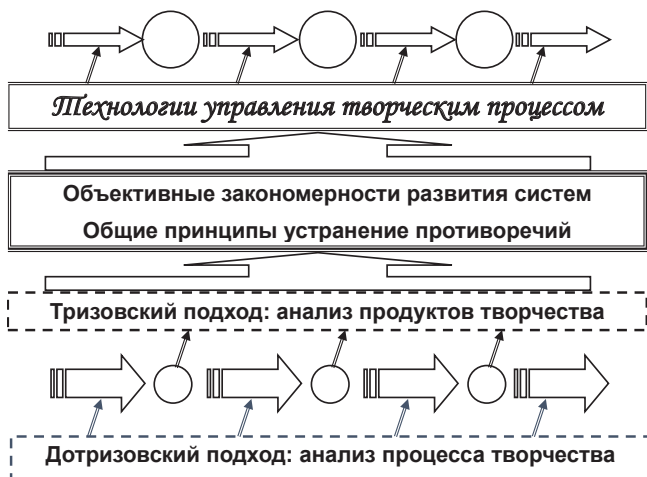 Технологии управления творческим процессом
Объективные закономерности развития систем
Общие принципы устранение противоречий
Тризовский подход: анализ продуктов творчества
Дотризовский подход: анализ процесса творчества